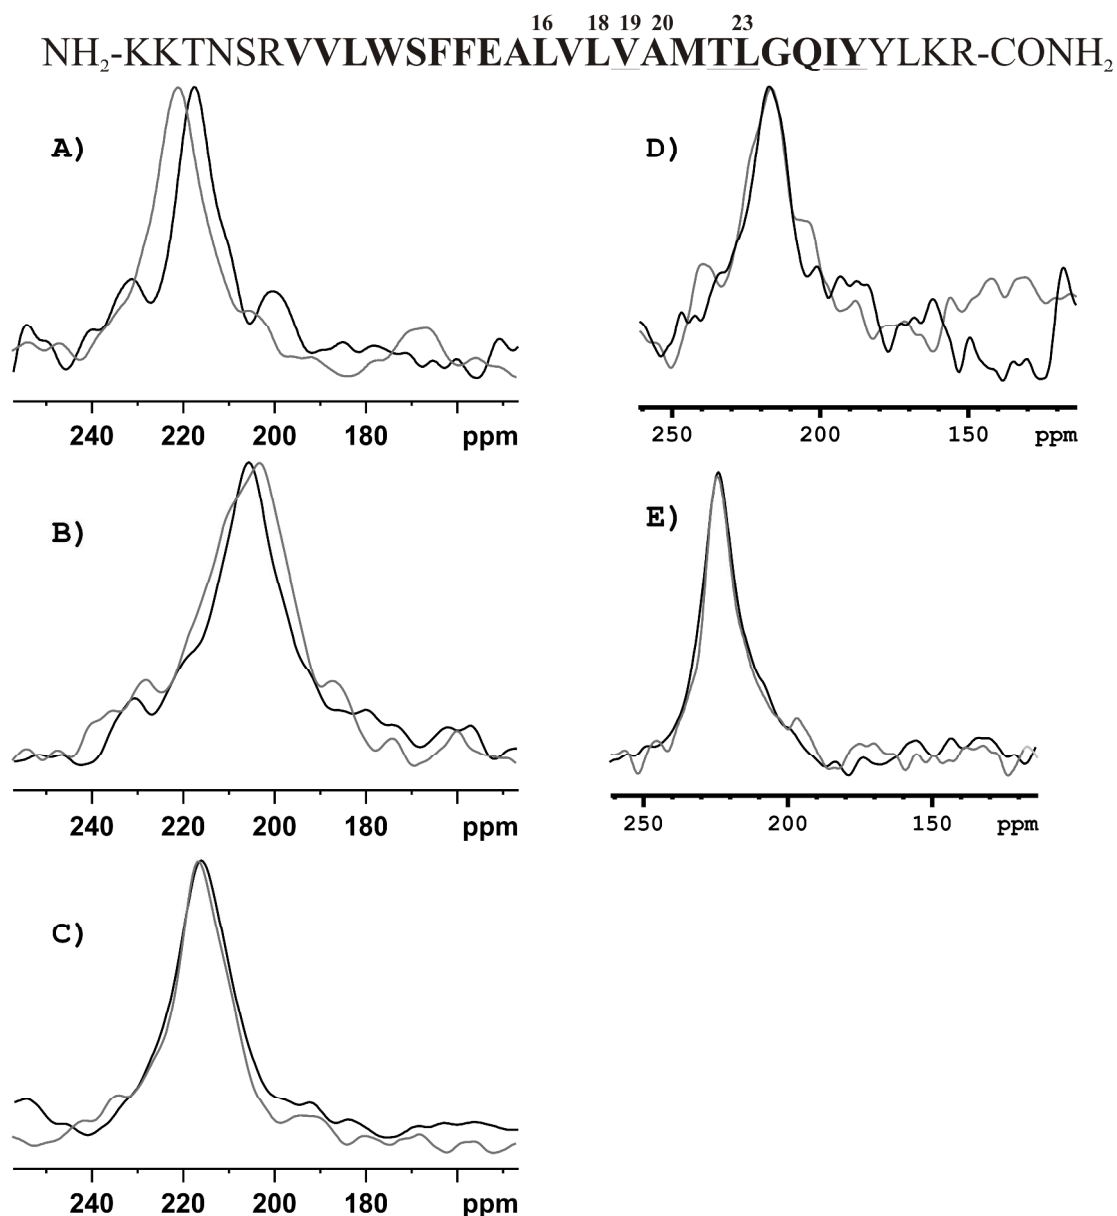 16 18 19 20 23
NH2-KKTNSRVVLWSFFEALVLVAMTLGQIYYLKR-CONH2
A)
240 220 200 180 ppm
D)
250 200 150 ppm
B)
240 220 200 180 ppm
E)
250 200 150 ppm
C)
240 220 200 180 ppm